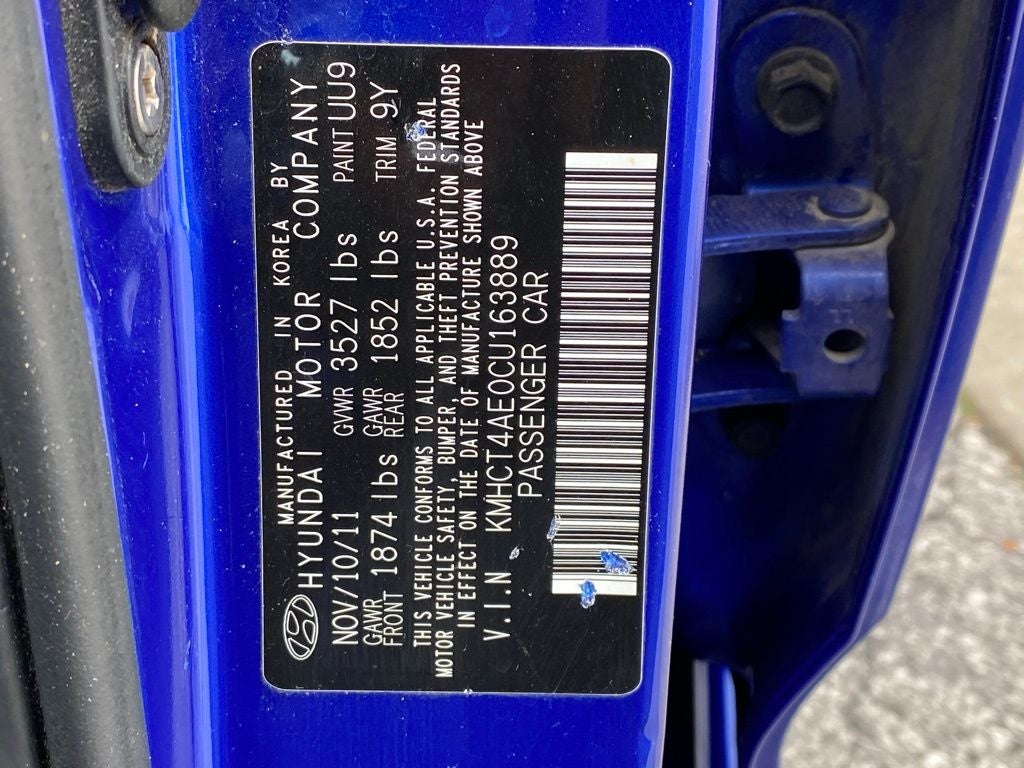 MANUFACTURED IN KOREA BY
HYUNDAI MOTOR COMPANY
NOV/10/11 GVWR 3527 lbs PAINT UU9
GAWR FRONT 1874 lbs GAWR REAR 1852 lbs TRIM 9Y
THIS VEHICLE CONFORMS TO ALL APPLICABLE U.S.A. FEDERAL
MOTOR VEHICLE SAFETY, BUMPER, AND THEFT PREVENTION STANDARDS
IN EFFECT ON THE DATE OF MANUFACTURE SHOWN ABOVE
V.I.N KMHCT4AE0CU163889
PASSENGER CAR